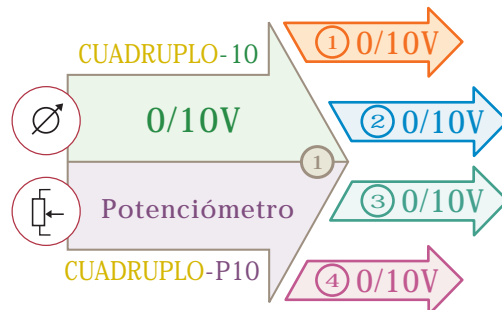 CUADRUPLO-10
① 0/10V
0/10V
② 0/10V
①
Potenciómetro
③ 0/10V
CUADRUPLO-P10
④ 0/10V